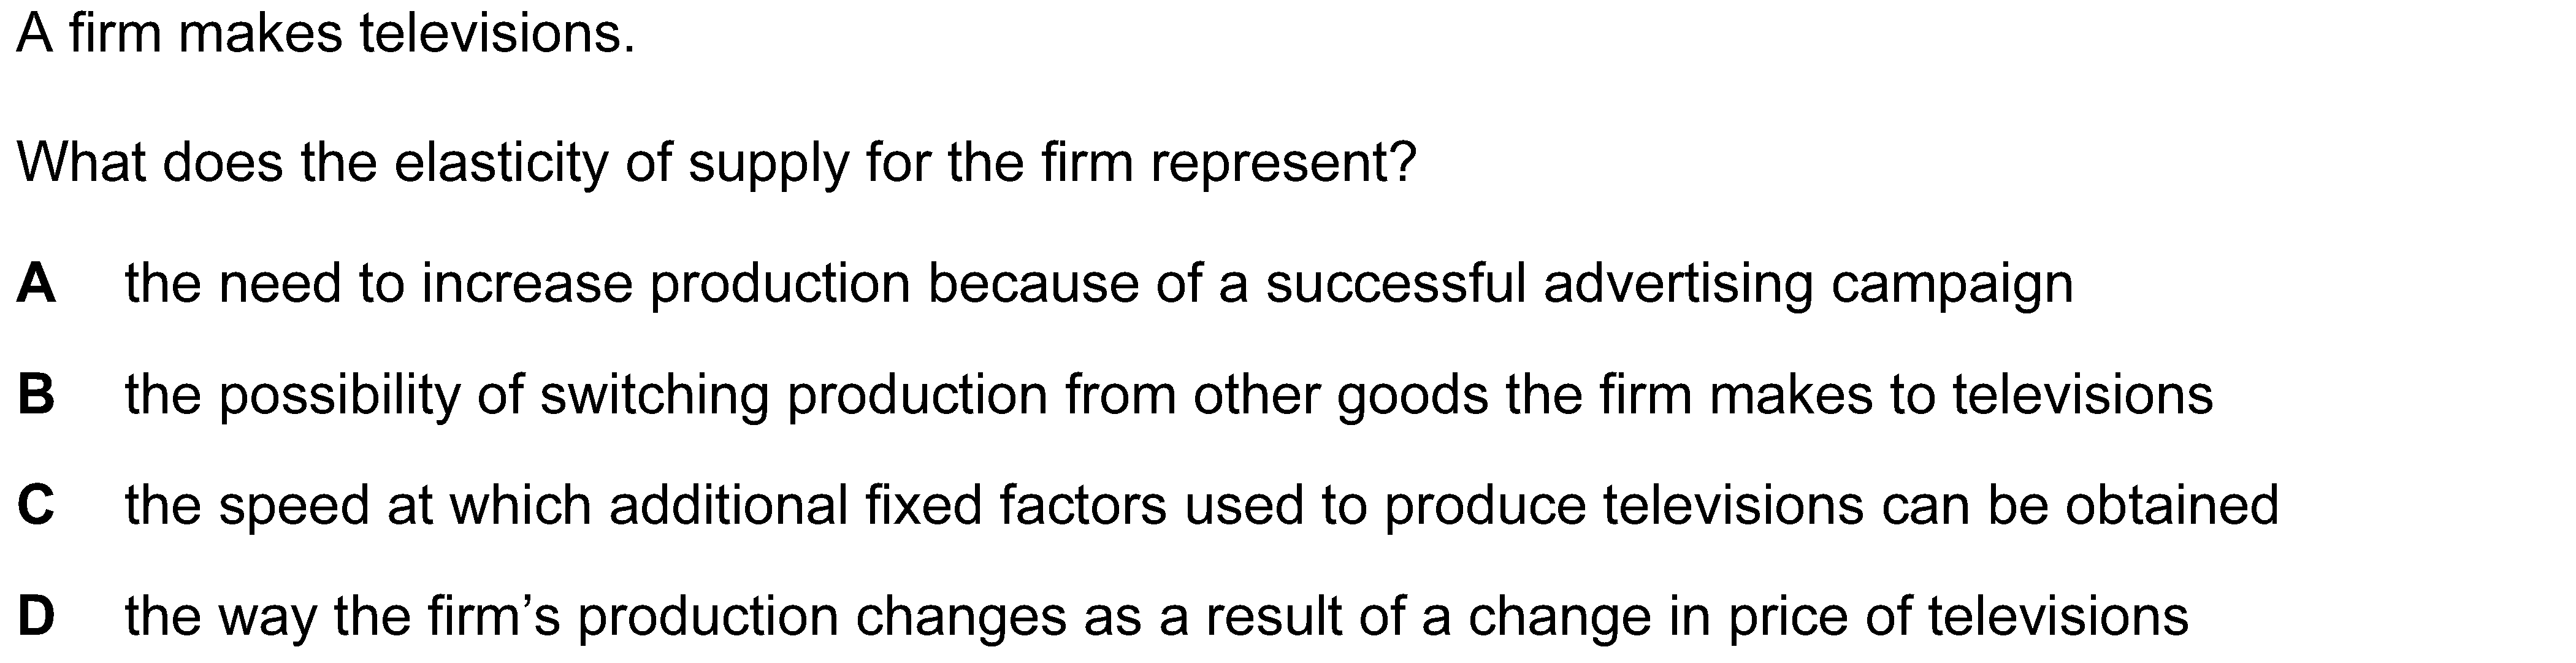 A firm makes televisions.
What does the elasticity of supply for the firm represent?
A the need to increase production because of a successful advertising campaign
B the possibility of switching production from other goods the firm makes to televisions
C the speed at which additional fixed factors used to produce televisions can be obtained
D the way the firm’s production changes as a result of a change in price of televisions